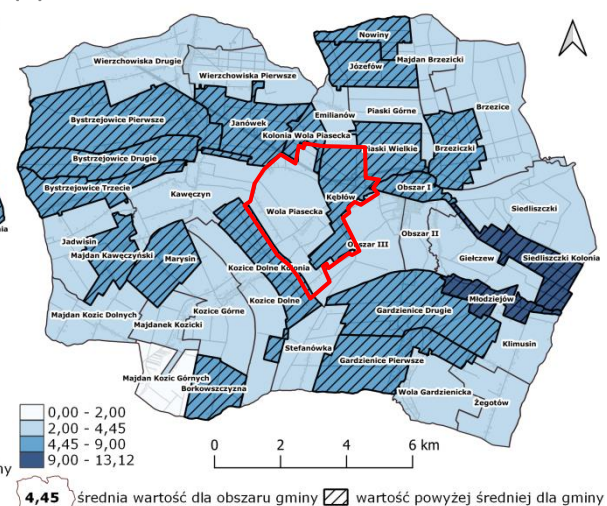 Nowiny
Wierzchowiska Drugie
Majdan Brzezicki
Józefów
Wierzchowiska Pierwsze
Brzezice
Emilianów
Piaski Górne
Bystrzejowice Pierwsze
Janówek
Kolonia Wola Piasecka
Piaski Wielkie
Brzeziczki
Bystrzejowice Drugie
Bystrzejowice Trzecie
Obszar I
Kawęczyn
Kębłów
Siedliszczki
Wola Piasecka
Obszar II
Jadwisin
Obszar III
Majdan Kawęczyński
Giełczew
Siedliszczki Kolonia
Marysin
Kozice Dolne Kolonia
Kozice Dolne
Młodziejów
Kozice Górne
Gardzienice Drugie
Majdan Kozic Dolnych
Majdanek Kozicki
Klimusin
Stefanówka
Gardzienice Pierwsze
Majdan Kozic Górnych
Borkowszczyzna
Wola Gardzienicka
Żegotów
0,00 - 2,00
2,00 - 4,45
4,45 - 9,00
9,00 - 13,12
0 2 4 6 km
4,45 średnia wartość dla obszaru gminy
wartość powyżej średniej dla gminy